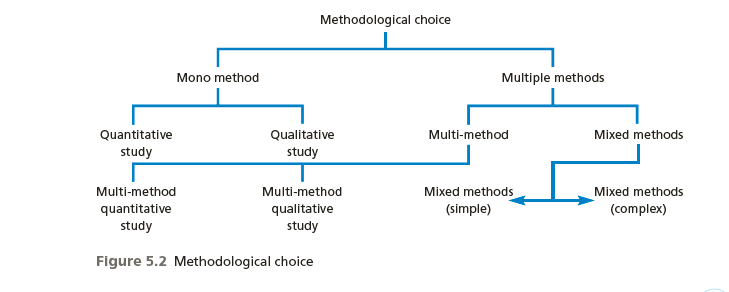 Methodological choice
Mono method
Multiple methods
Quantitative
study
Qualitative
study
Multi-method
Mixed methods
Multi-method
quantitative
study
Multi-method
qualitative
study
Mixed methods
(simple)
Mixed methods
(complex)
Figure 5.2 Methodological choice